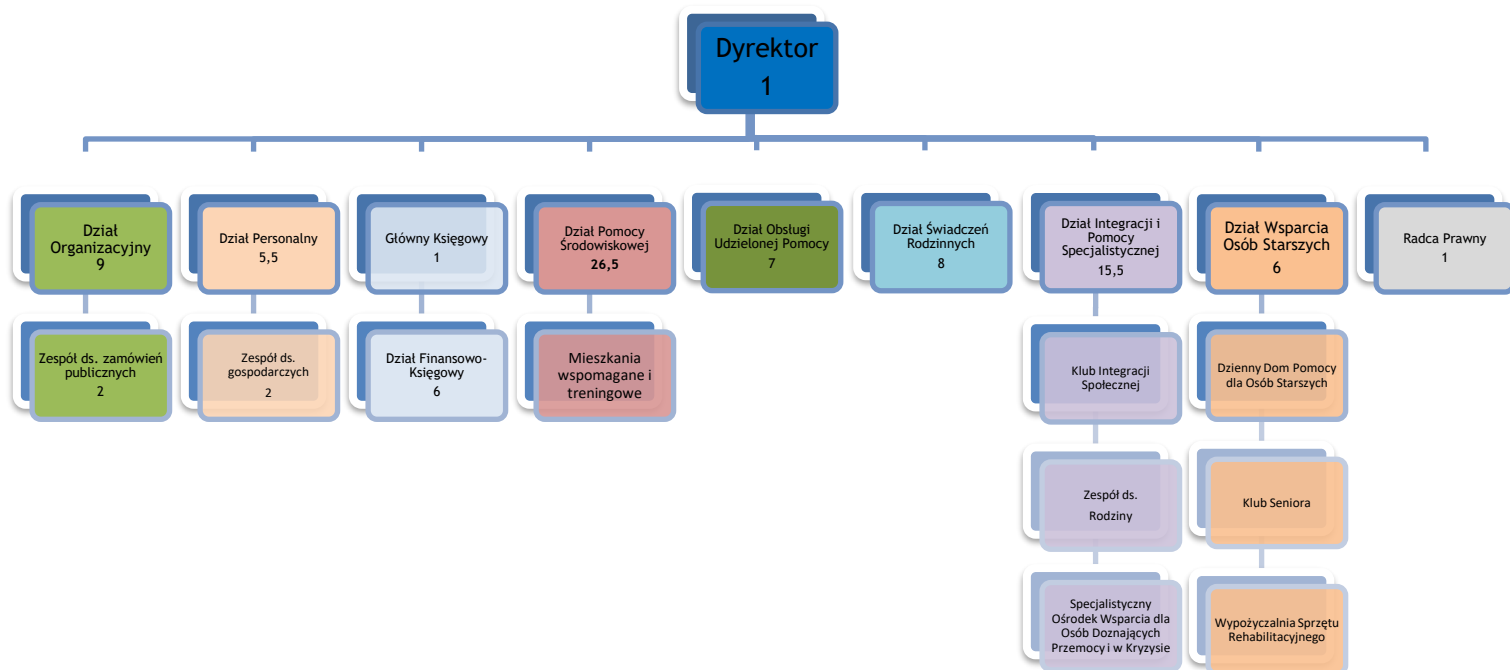 Dyrektor
1
Dział
Organizacyjny
9
Dział Personalny
5,5
Główny Księgowy
1
Dział Pomocy
Środowiskowej
26,5
Dział Obsługi
Udzielonej Pomocy
7
Dział Świadczeń
Rodzinnych
8
Dział Integracji i
Pomocy
Specjalistycznej
15,5
Dział Wsparcia
Osób Starszych
6
Radca Prawny
1
Zespół ds. zamówień
publicznych
2
Zespół ds.
gospodarczych
2
Dział Finansowo-
Księgowy
6
Mieszkania
wspomagane i
treningowe
Klub Integracji
Społecznej
Dzienny Dom Pomocy
dla Osób Starszych
Zespół ds.
Rodziny
Klub Seniora
Specjalistyczny
Ośrodek Wsparcia dla
Osób Doznających
Przemocy i w Kryzysie
Wypożyczalnia Sprzętu
Rehabilitacyjnego